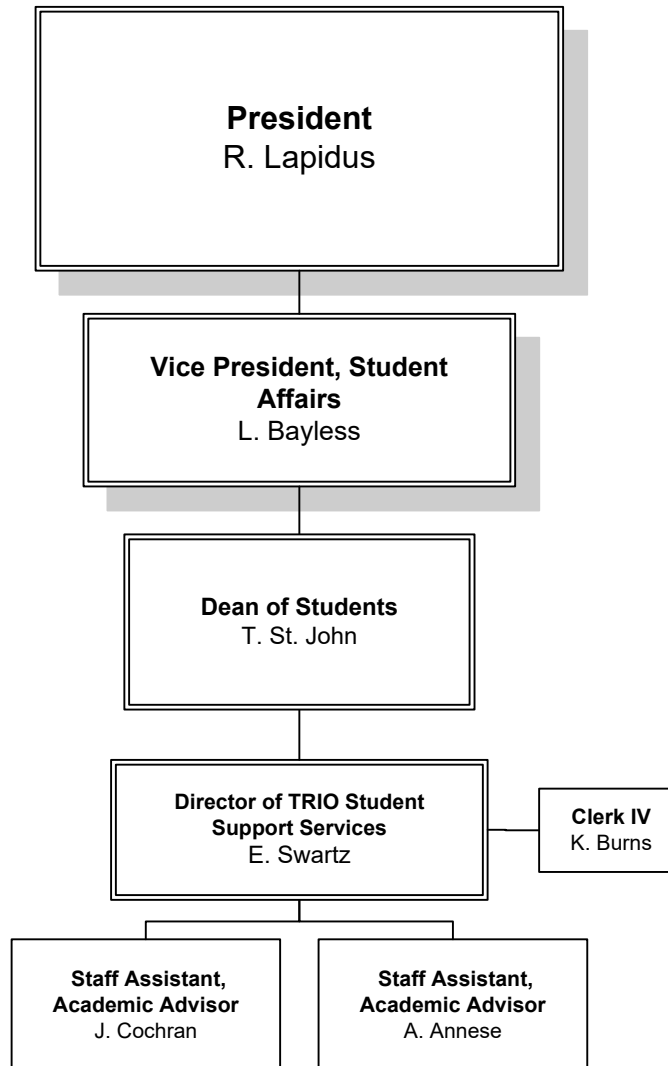 President
R. Lapidus
Vice President, Student
Affairs
L. Bayless
Dean of Students
T. St. John
Director of TRIO Student
Support Services
E. Swartz
Clerk IV
K. Burns
Staff Assistant,
Academic Advisor
J. Cochran
Staff Assistant,
Academic Advisor
A. Annese